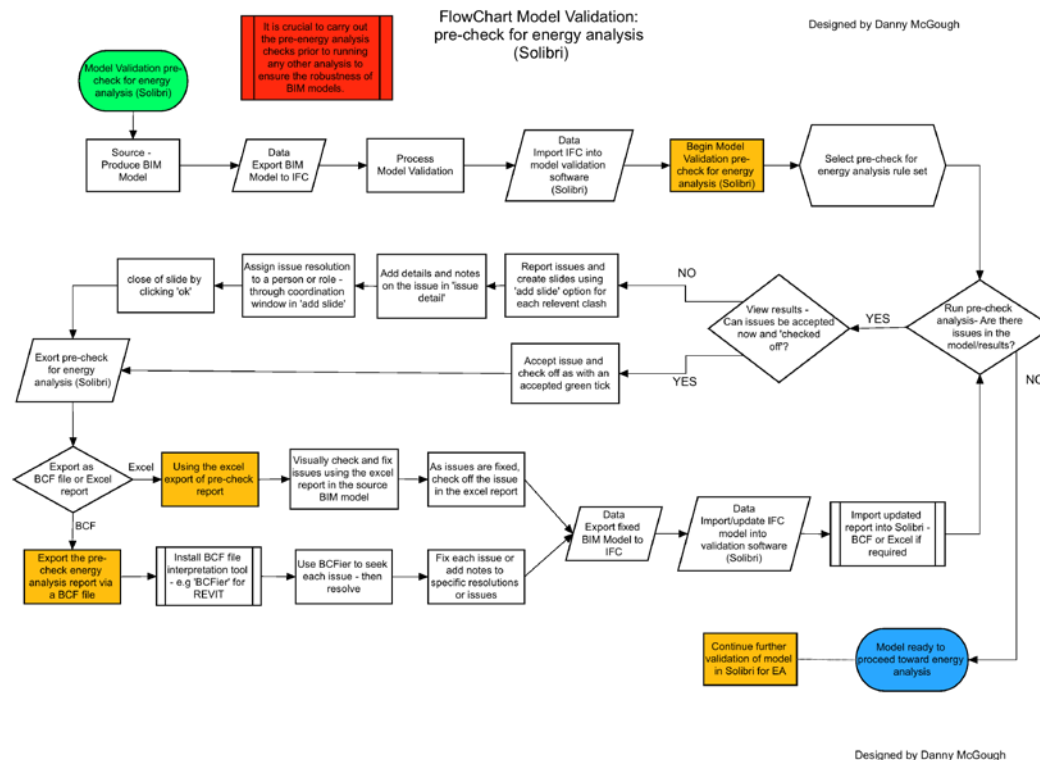 FlowChart Model Validation:
pre-check for energy analysis
(Solibri)
Designed by Danny McGough
It is crucial to carry out
the pre-energy analysis
checks prior to running
any other analysis to
ensure the robustness of
BIM models.
Model Validation pre-
check for energy
analysis (Solibri)
Source -
Produce BIM
Model
Data
Export BIM
Model to IFC
Process
Model Validation
Data
Import IFC into
model validation
software
(Solibri)
Begin Model
Validation pre-
check for energy
analysis (Solibri)
Select pre-check for
energy analysis rule set
close of slide by
clicking 'ok'
Assign issue resolution
to a person or role -
through coordination
window in 'add slide'
Add details and notes
on the issue in 'issue
detail'
Report issues and
create slides using
'add slide' option for
each relevent clash
NO
View results -
Can issues be accepted
now and 'checked
off'?
YES
Run pre-check
analysis- Are there
issues in the
model/results?
NO
Exort pre-check
for energy
analysis (Solibri)
Accept issue and
check off as with an
accepted green tick
YES
Export as
BCF file or Excel
report
Excel
Using the excel
export of pre-check
report
Visually check and fix
issues using the excel
report in the source
BIM model
As issues are fixed,
check off the issue
in the excel report
BCF
Export the pre-
check energy
analysis report via
a BCF file
Install BCF file
interpretation tool
- e.g 'BCFier' for
REVIT
Use BCFier to seek
each issue - then
resolve
Fix each issue or
add notes to
specific resolutions
or issues
Data
Export fixed
BIM Model to
IFC
Data
Import/update IFC
model into
validation software
(Solibri)
Import updated
report into Solibri -
BCF or Excel if
required
Continue further
validation of model
in Solibri for EA
Model ready to
proceed toward energy
analysis
Designed by Danny McGough